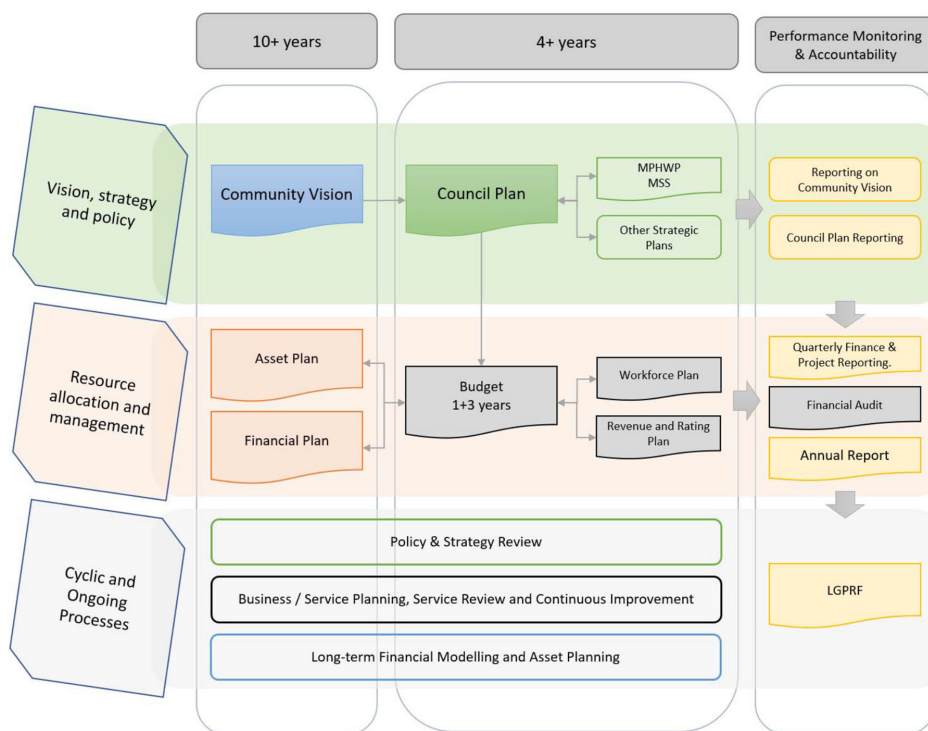 10+ years
4+ years
Performance Monitoring
& Accountability
Vision, strategy
and policy
Community Vision
Council Plan
MPHWP
MSS
Other Strategic
Plans
Reporting on
Community Vision
Council Plan Reporting
Resource
allocation and
management
Asset Plan
Financial Plan
Budget
1+3 years
Workforce Plan
Revenue and Rating
Plan
Quarterly Finance &
Project Reporting.
Financial Audit
Annual Report
Cyclic and
Ongoing
Processes
Policy & Strategy Review
Business / Service Planning, Service Review and Continuous Improvement
Long-term Financial Modelling and Asset Planning
LGPRF